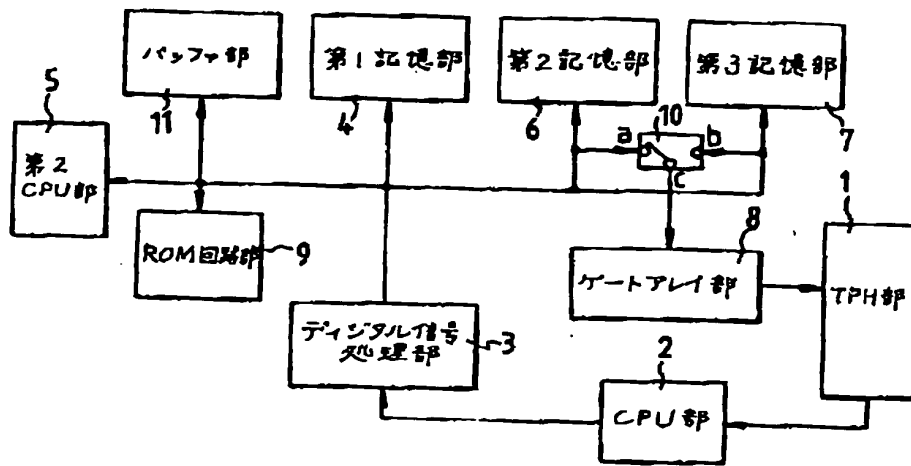 バッファ部
第1記憶部
第2記憶部
第3記憶部
5
11
4
6
10
7
a
b
c
第2
CPU部
ROM回路部
9
8
1
ゲートアレイ部
TPH部
ディジタル信号
処理部
3
2
CPU部